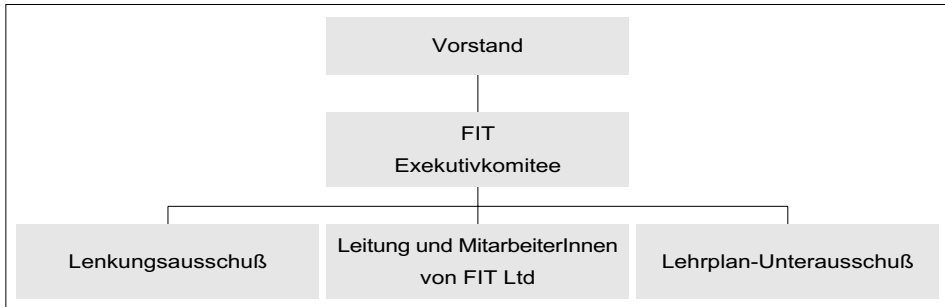 Vorstand
FIT
Exekutivkomitee
Lenkungsausschuß
Leitung und MitarbeiterInnen
von FIT Ltd
Lehrplan-Unterausschuß